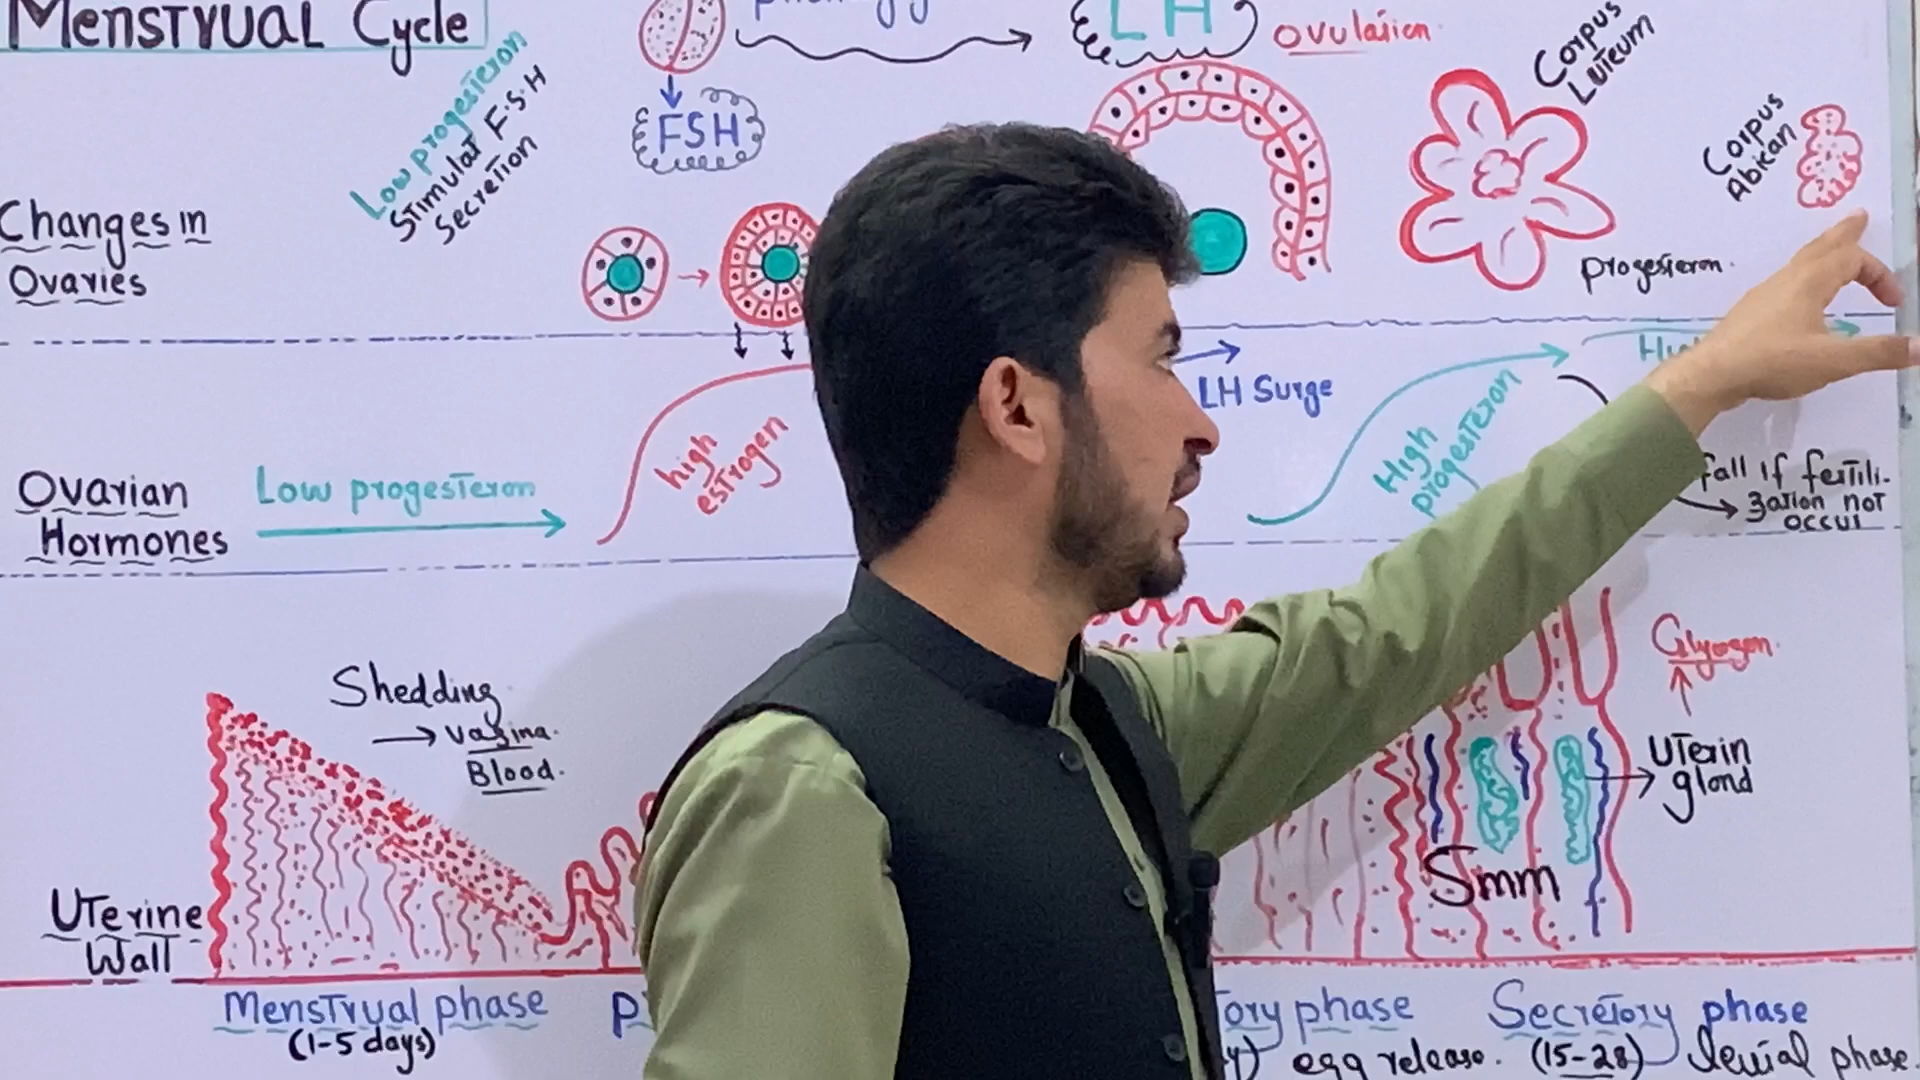 Menstrual Cycle
Low progesteron
Stimulat F.S.H
Secretion
FSH
LH
Ovulation
Corpus
Luteum
Corpus
Abican
Changes in
Ovaries
progesteron.
LH Surge
high
estrogen
High
progesteron
Ovarian
Hormones
Low progesteron
fall if fertili-
zation not
occur
Shedding
vagina.
Blood.
Glycogen.
Uterin
gland
5mm
Uterine
Wall
Menstrual phase
(1-5 days)
ory phase
egg release.
Secretory phase
(15-28)
phase